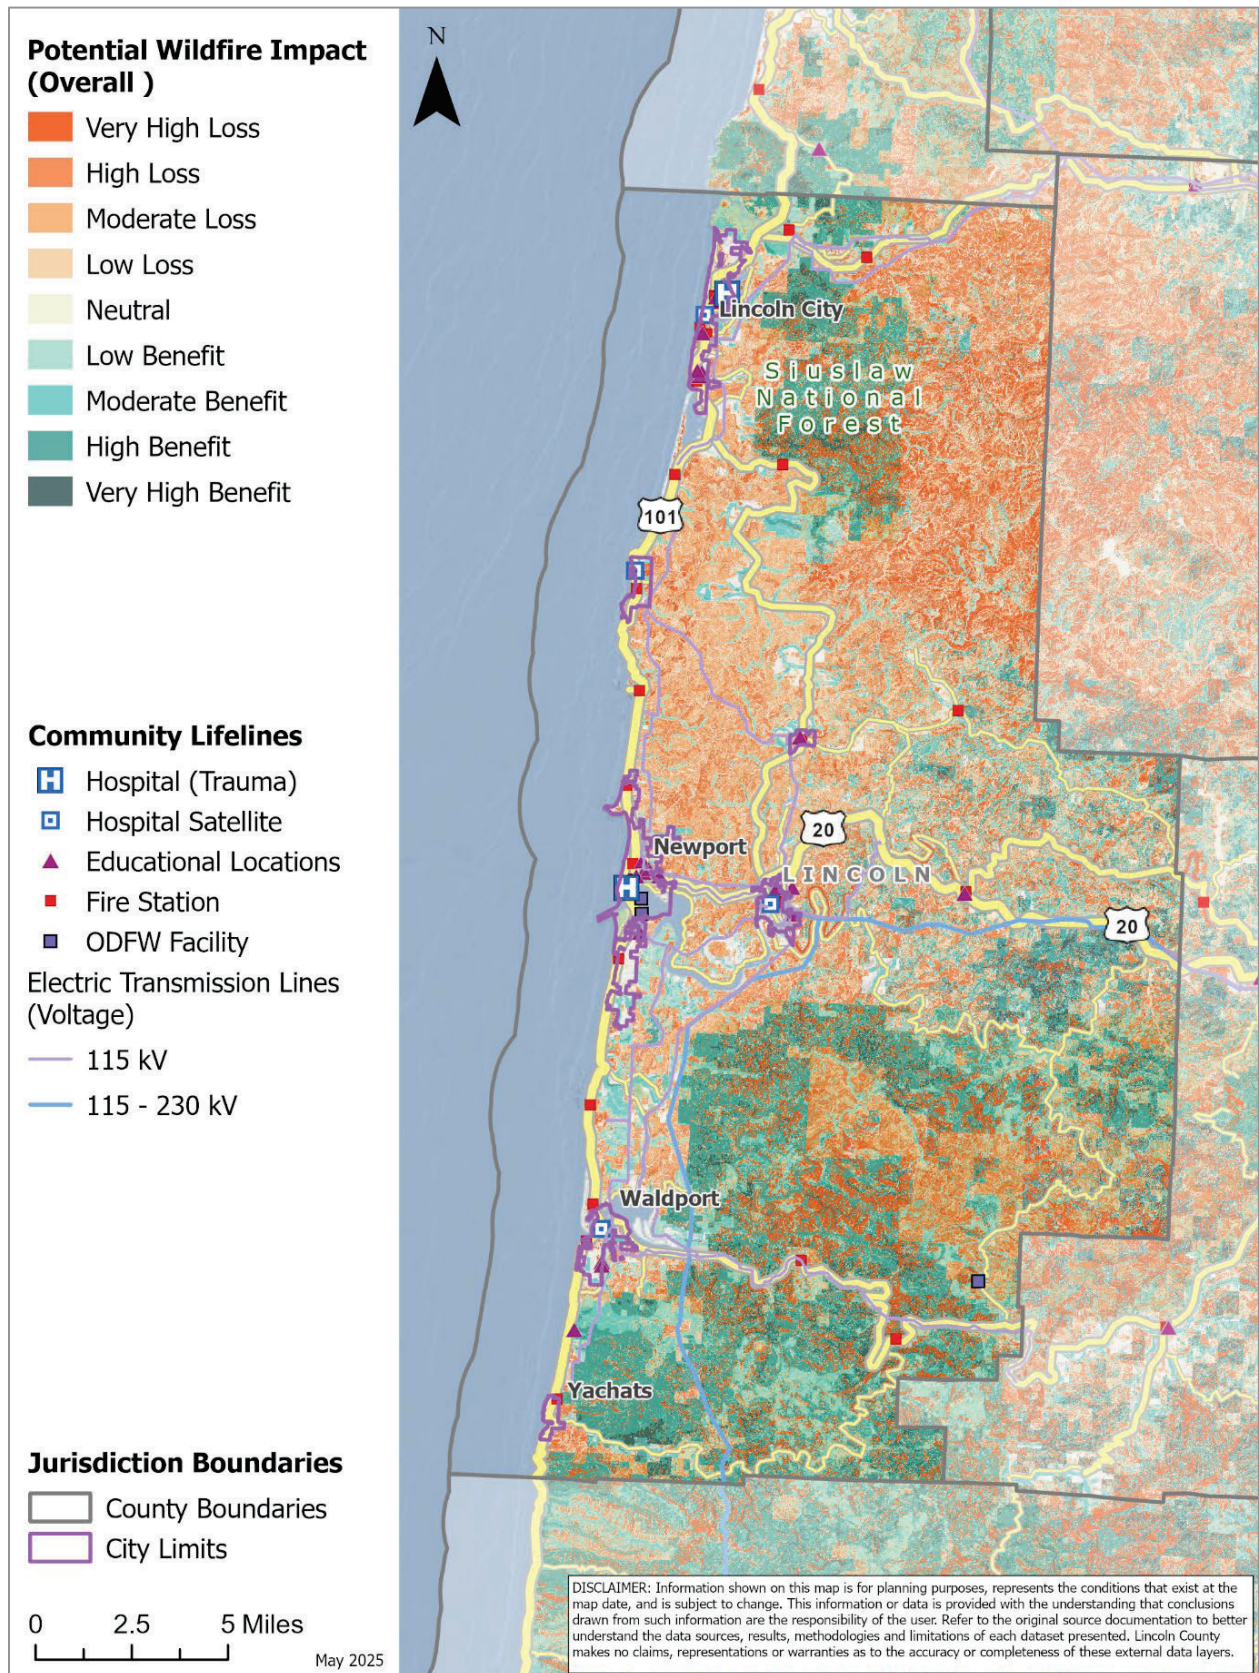 Potential Wildfire Impact
(Overall )
Very High Loss
High Loss
Moderate Loss
Low Loss
Neutral
Low Benefit
Moderate Benefit
High Benefit
Very High Benefit
Community Lifelines
H Hospital (Trauma)
Hospital Satellite
Educational Locations
Fire Station
ODFW Facility
Electric Transmission Lines
(Voltage)
115 kV
115 - 230 kV
Jurisdiction Boundaries
County Boundaries
City Limits
0 2.5 5 Miles
May 2025
N
H
Lincoln City
Siuslaw
National
Forest
101
20
Newport
LINCOLN
H
20
Waldport
Yachats
DISCLAIMER: Information shown on this map is for planning purposes, represents the conditions that exist at the
map date, and is subject to change. This information or data is provided with the understanding that conclusions
drawn from such information are the responsibility of the user. Refer to the original source documentation to better
understand the data sources, results, methodologies and limitations of each dataset presented. Lincoln County
makes no claims, representations or warranties as to the accuracy or completeness of these external data layers.